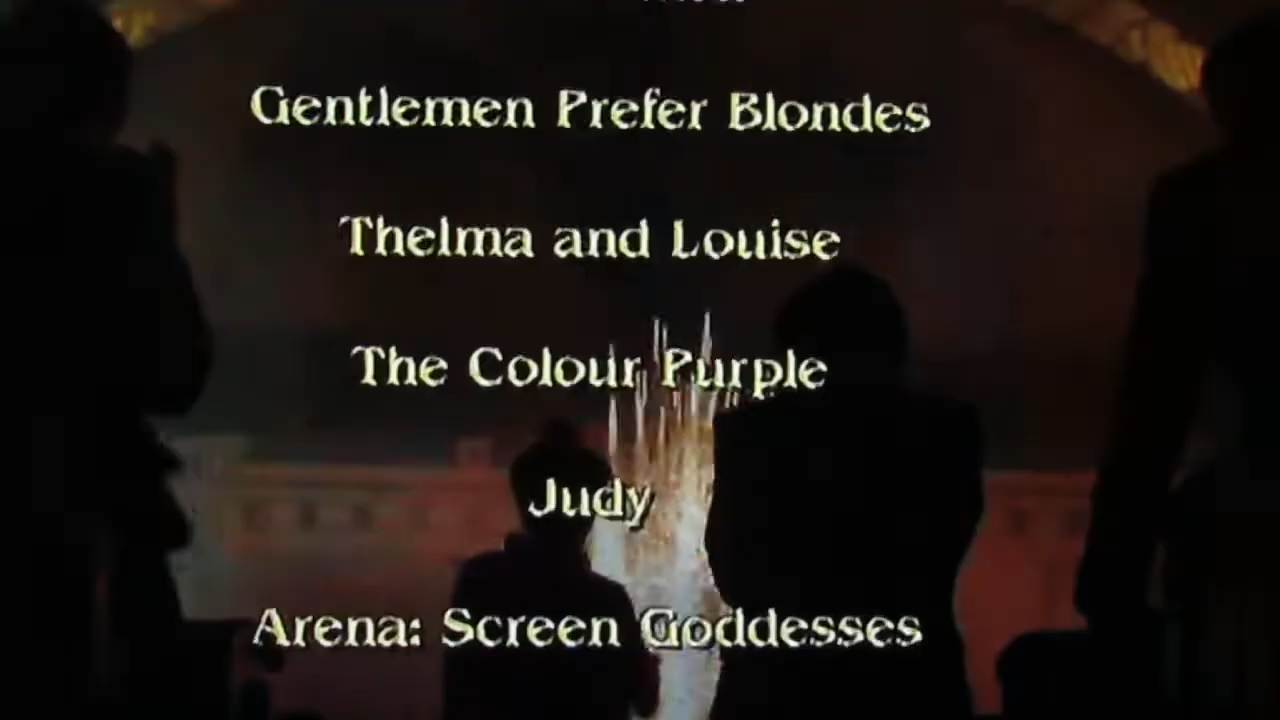 Gentlemen Prefer Blondes
Thelma and Louise
The Colour Purple
Judy
Arena: Screen Goddesses